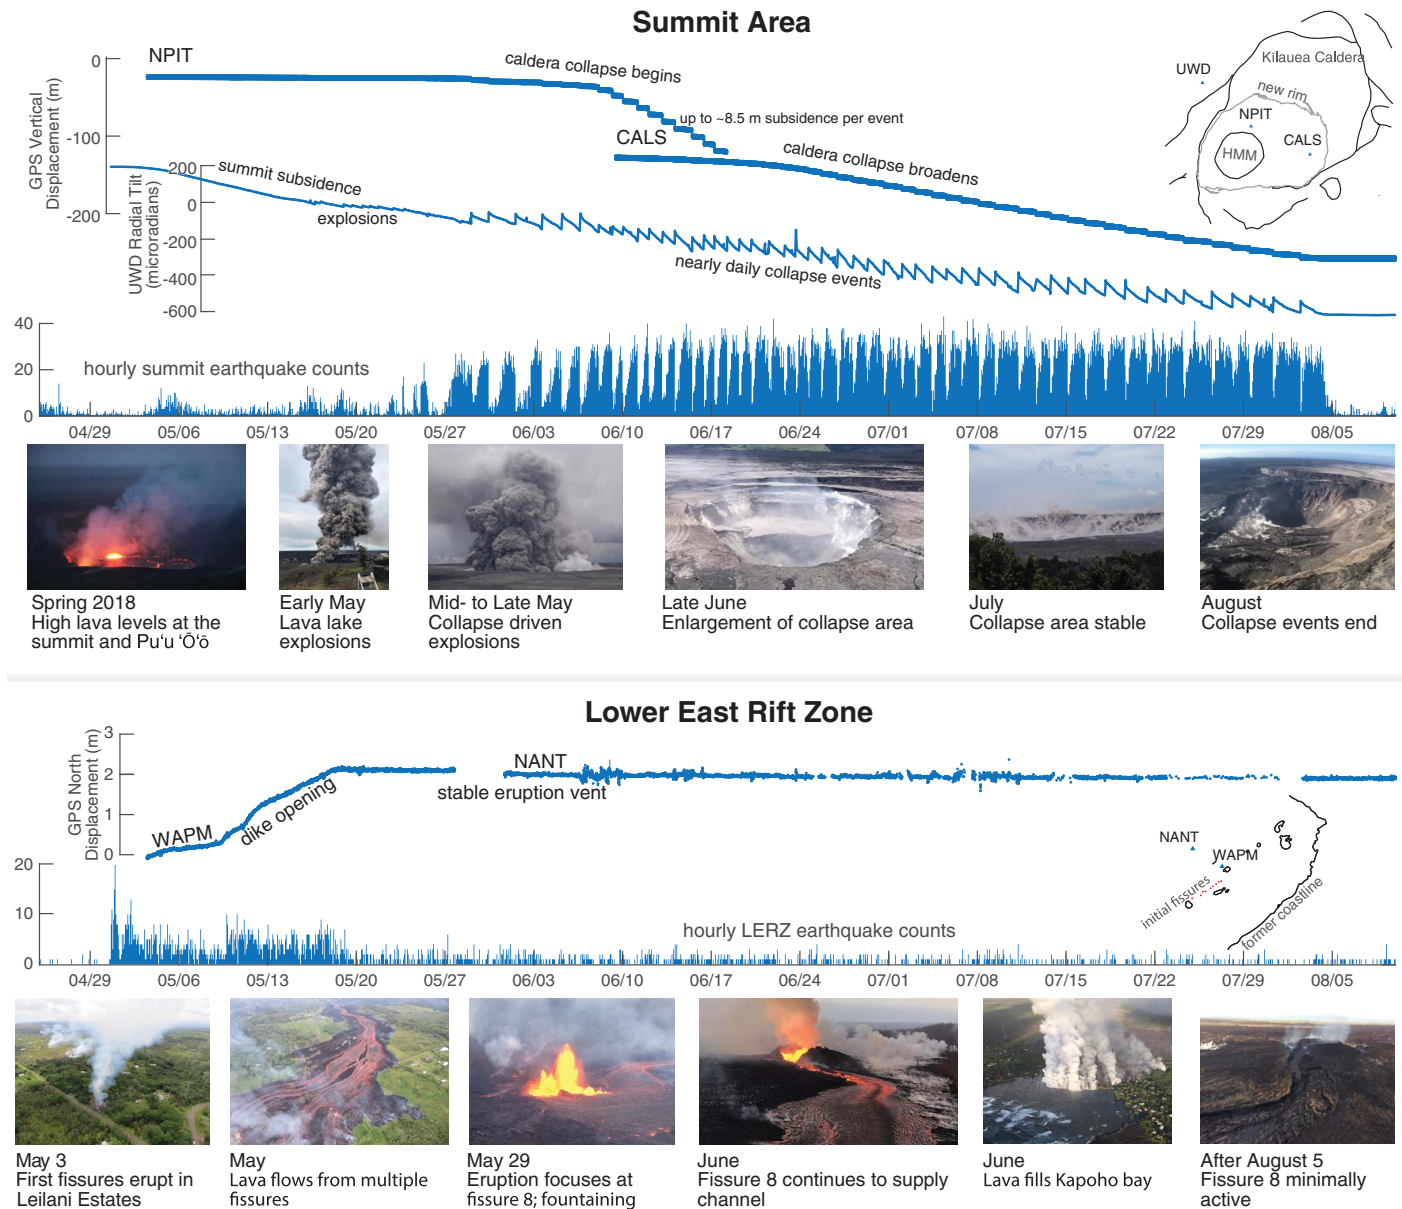 Summit Area
0
-100
-200
GPS Vertical
Displacement (m)
NPIT
caldera collapse begins
up to ~8.5 m subsidence per event
CALS
caldera collapse broadens
200
0
-200
-400
-600
UWD Radial Tilt
(microradians)
summit subsidence
explosions
nearly daily collapse events
UWD
Kīlauea Caldera
new rim
NPIT
CALS
HMM
40
20
0
hourly summit earthquake counts
04/29 05/06 05/13 05/20 05/27 06/03 06/10 06/17 06/24 07/01 07/08 07/15 07/22 07/29 08/05
Spring 2018
High lava levels at the
summit and Puʻu ʻŌʻō
Early May
Lava lake
explosions
Mid- to Late May
Collapse driven
explosions
Late June
Enlargement of collapse area
July
Collapse area stable
August
Collapse events end
Lower East Rift Zone
3
2
1
0
GPS North
Displacement (m)
WAPM
dike opening
NANT
stable eruption vent
NANT
WAPM
initial fissures
former coastline
20
10
0
hourly LERZ earthquake counts
04/29 05/06 05/13 05/20 05/27 06/03 06/10 06/17 06/24 07/01 07/08 07/15 07/22 07/29 08/05
May 3
First fissures erupt in
Leilani Estates
May
Lava flows from multiple
fissures
May 29
Eruption focuses at
fissure 8; fountaining
June
Fissure 8 continues to supply
channel
June
Lava fills Kapoho bay
After August 5
Fissure 8 minimally
active